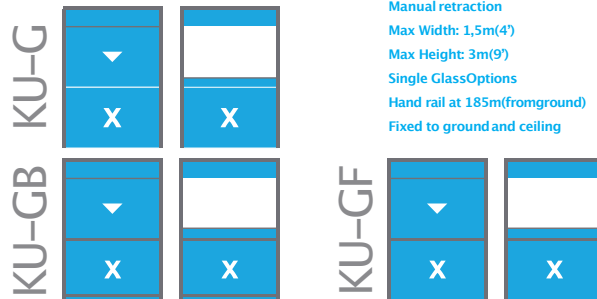 KU–G
X
X
Manual retraction
Max Width: 1,5m(4')
Max Height: 3m(9')
Single GlassOptions
Hand rail at 185m(fromground)
Fixed to ground and ceiling
KU–GB
X
X
KU–GF
X
X